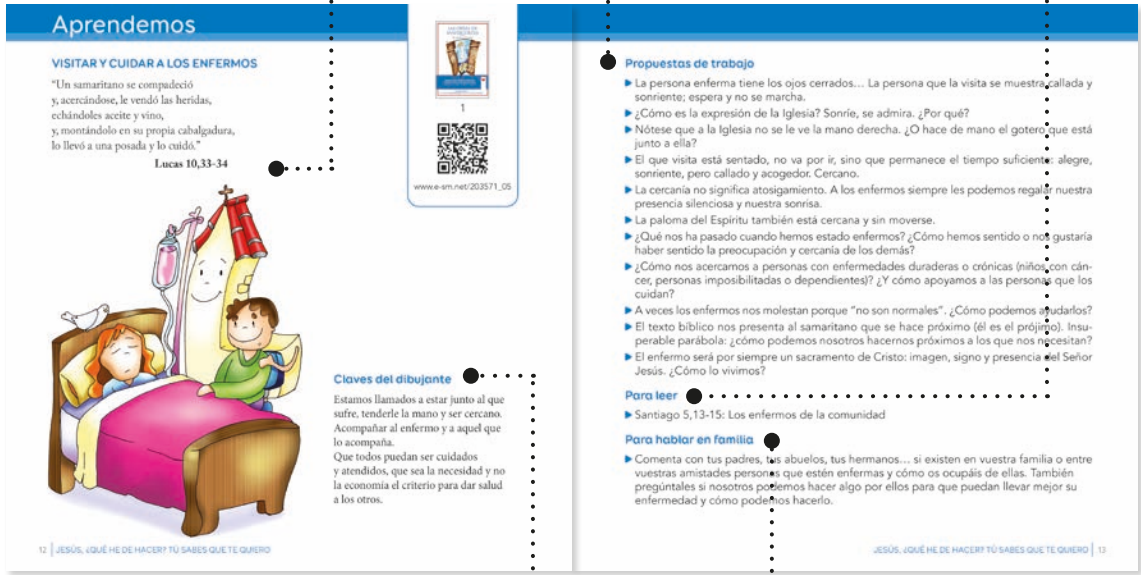 Aprendemos
VISITAR Y CUIDAR A LOS ENFERMOS
“Un samaritano se compadeció
y, acercándose, le vendó las heridas,
echándoles aceite y vino,
y, montándolo en su propia cabalgadura,
lo llevó a una posada y lo cuidó.”
Lucas 10,33-34
1
www.e-sm.net/203571_05
Claves del dibujante
Estamos llamados a estar junto al que
sufre, tenderle la mano y ser cercano.
Acompañar al enfermo y a aquel que
lo acompaña.
Que todos puedan ser cuidados
y atendidos, que sea la necesidad y no
la economía el criterio para dar salud
a los otros.
12 | JESÚS, ¿QUÉ HE DE HACER? TÚ SABES QUE TE QUIERO
Propuestas de trabajo
La persona enferma tiene los ojos cerrados… La persona que la visita se muestra callada y
sonriente; espera y no se marcha.
¿Cómo es la expresión de la Iglesia? Sonríe, se admira. ¿Por qué?
Nótese que a la Iglesia no se le ve la mano derecha. ¿O hace de mano el gotero que está
junto a ella?
El que visita está sentado, no va por ir, sino que permanece el tiempo suficiente: alegre,
sonriente, pero callado y acogedor. Cercano.
La cercanía no significa atosigamiento. A los enfermos siempre les podemos regalar nuestra
presencia silenciosa y nuestra sonrisa.
La paloma del Espíritu también está cercana y sin moverse.
¿Qué nos ha pasado cuando hemos estado enfermos? ¿Cómo hemos sentido o nos gustaría
haber sentido la preocupación y cercanía de los demás?
¿Cómo nos acercamos a personas con enfermedades duraderas o crónicas (niños con cán-
cer, personas imposibilitadas o dependientes)? ¿Y cómo apoyamos a las personas que los
cuidan?
A veces los enfermos nos molestan porque “no son normales”. ¿Cómo podemos ayudarlos?
El texto bíblico nos presenta al samaritano que se hace próximo (él es el prójimo). Insu-
perable parábola: ¿cómo podemos nosotros hacernos próximos a los que nos necesitan?
El enfermo será por siempre un sacramento de Cristo: imagen, signo y presencia del Señor
Jesús. ¿Cómo lo vivimos?
Para leer
Santiago 5,13-15: Los enfermos de la comunidad
Para hablar en familia
Comenta con tus padres, tus abuelos, tus hermanos… si existen en vuestra familia o entre
vuestras amistades personas que estén enfermas y cómo os ocupáis de ellas. También
pregúntales si nosotros podemos hacer algo por ellos para que puedan llevar mejor su
enfermedad y cómo podemos hacerlo.
JESÚS, ¿QUÉ HE DE HACER? TÚ SABES QUE TE QUIERO | 13